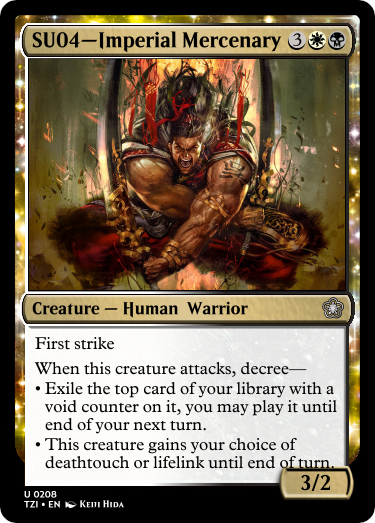 SU04—Imperial Mercenary 3
Creature — Human Warrior
First strike
When this creature attacks, decree—
• Exile the top card of your library with a
void counter on it, you may play it until
end of your next turn.
• This creature gains your choice of
deathtouch or lifelink until end of turn.
3/2
U 0208
TZI • EN Keiji Hida